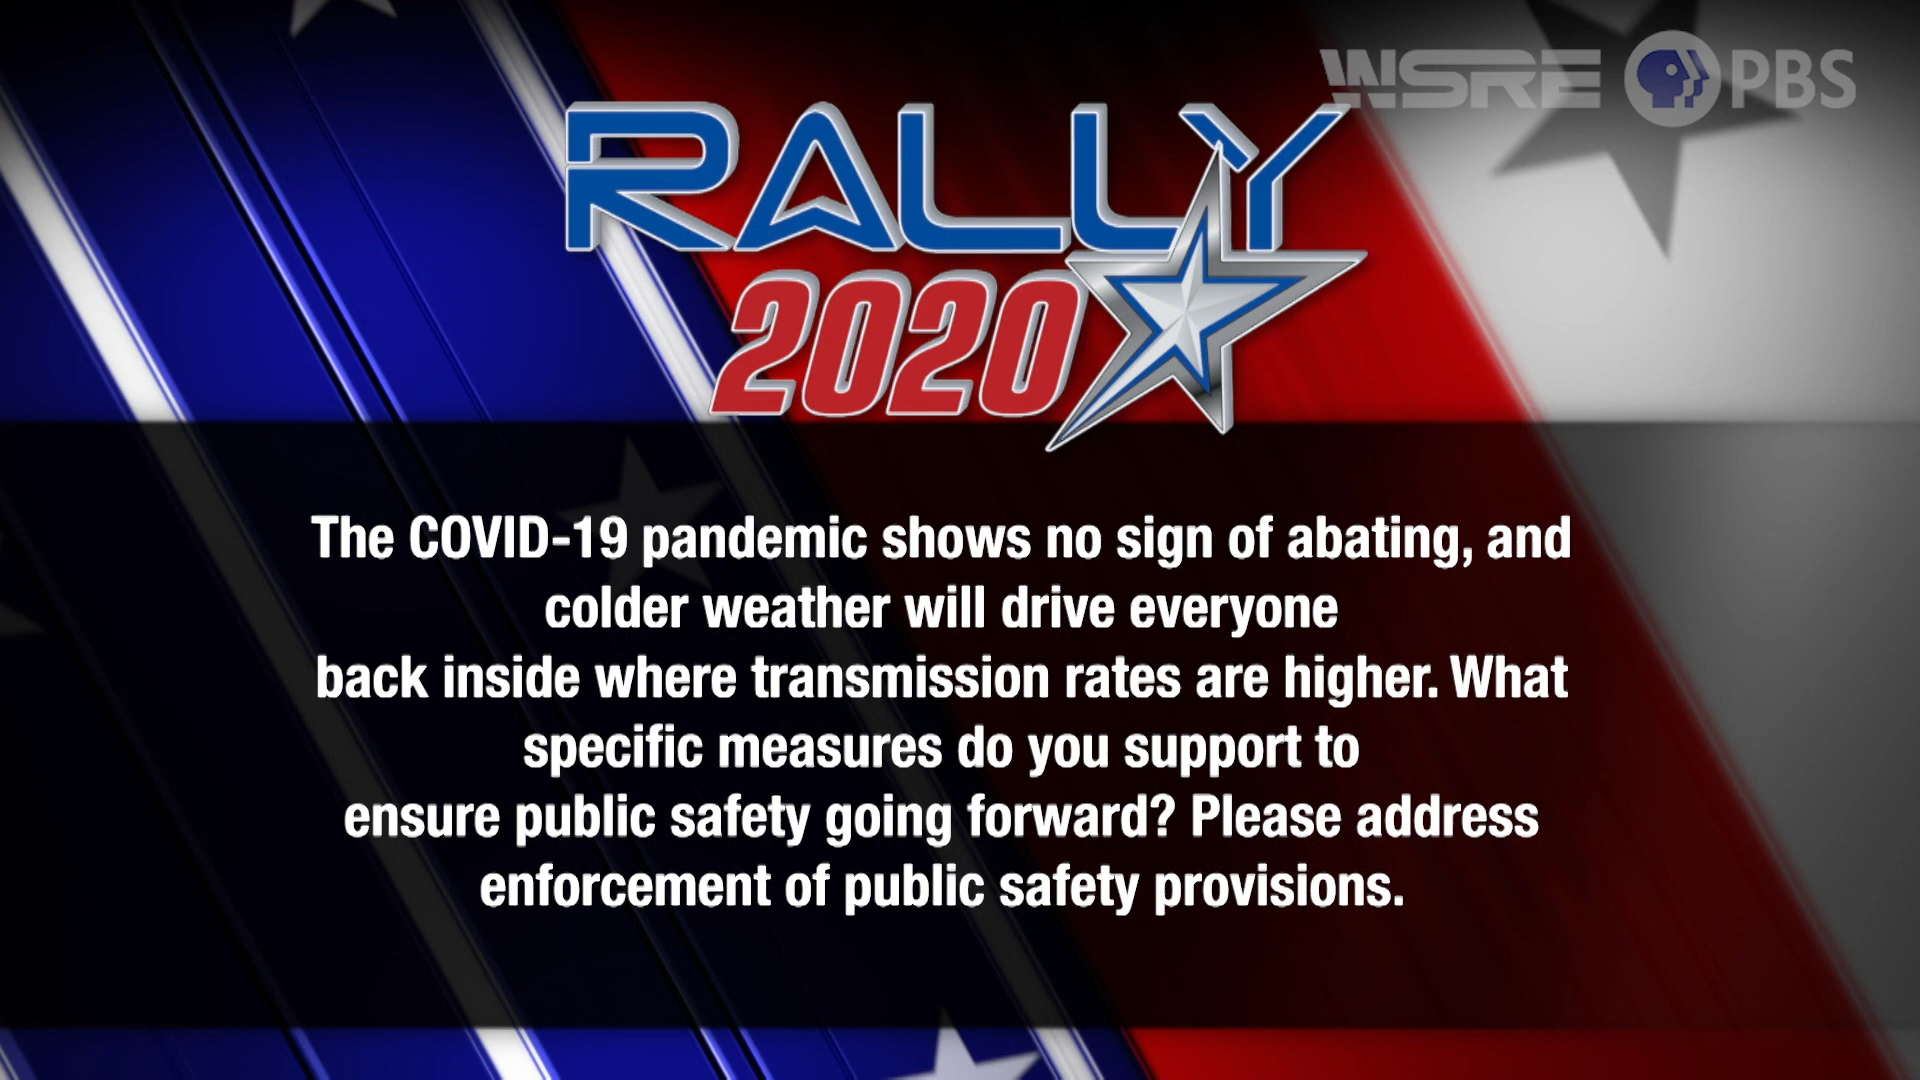 WSRE PBS
RALLY
2020
The COVID-19 pandemic shows no sign of abating, and
colder weather will drive everyone
back inside where transmission rates are higher. What
specific measures do you support to
ensure public safety going forward? Please address
enforcement of public safety provisions.